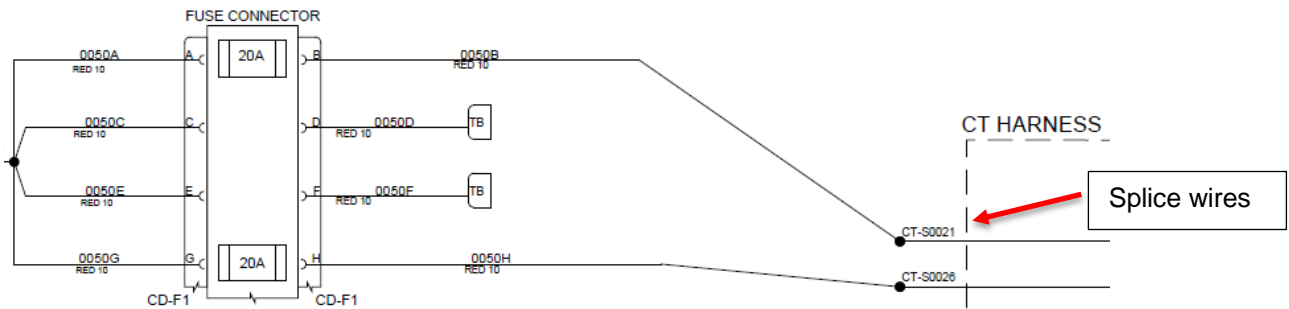 FUSE CONNECTOR
0050A
RED 10
A
20A
B
0050B
RED 10
0050C
RED 10
C
D
0050D
RED 10
TB
CT HARNESS
0050E
RED 10
E
F
0050F
RED 10
TB
Splice wires
CT-S0021
0050G
RED 10
G
20A
H
0050H
RED 10
CT-S0026
CD-F1
CD-F1